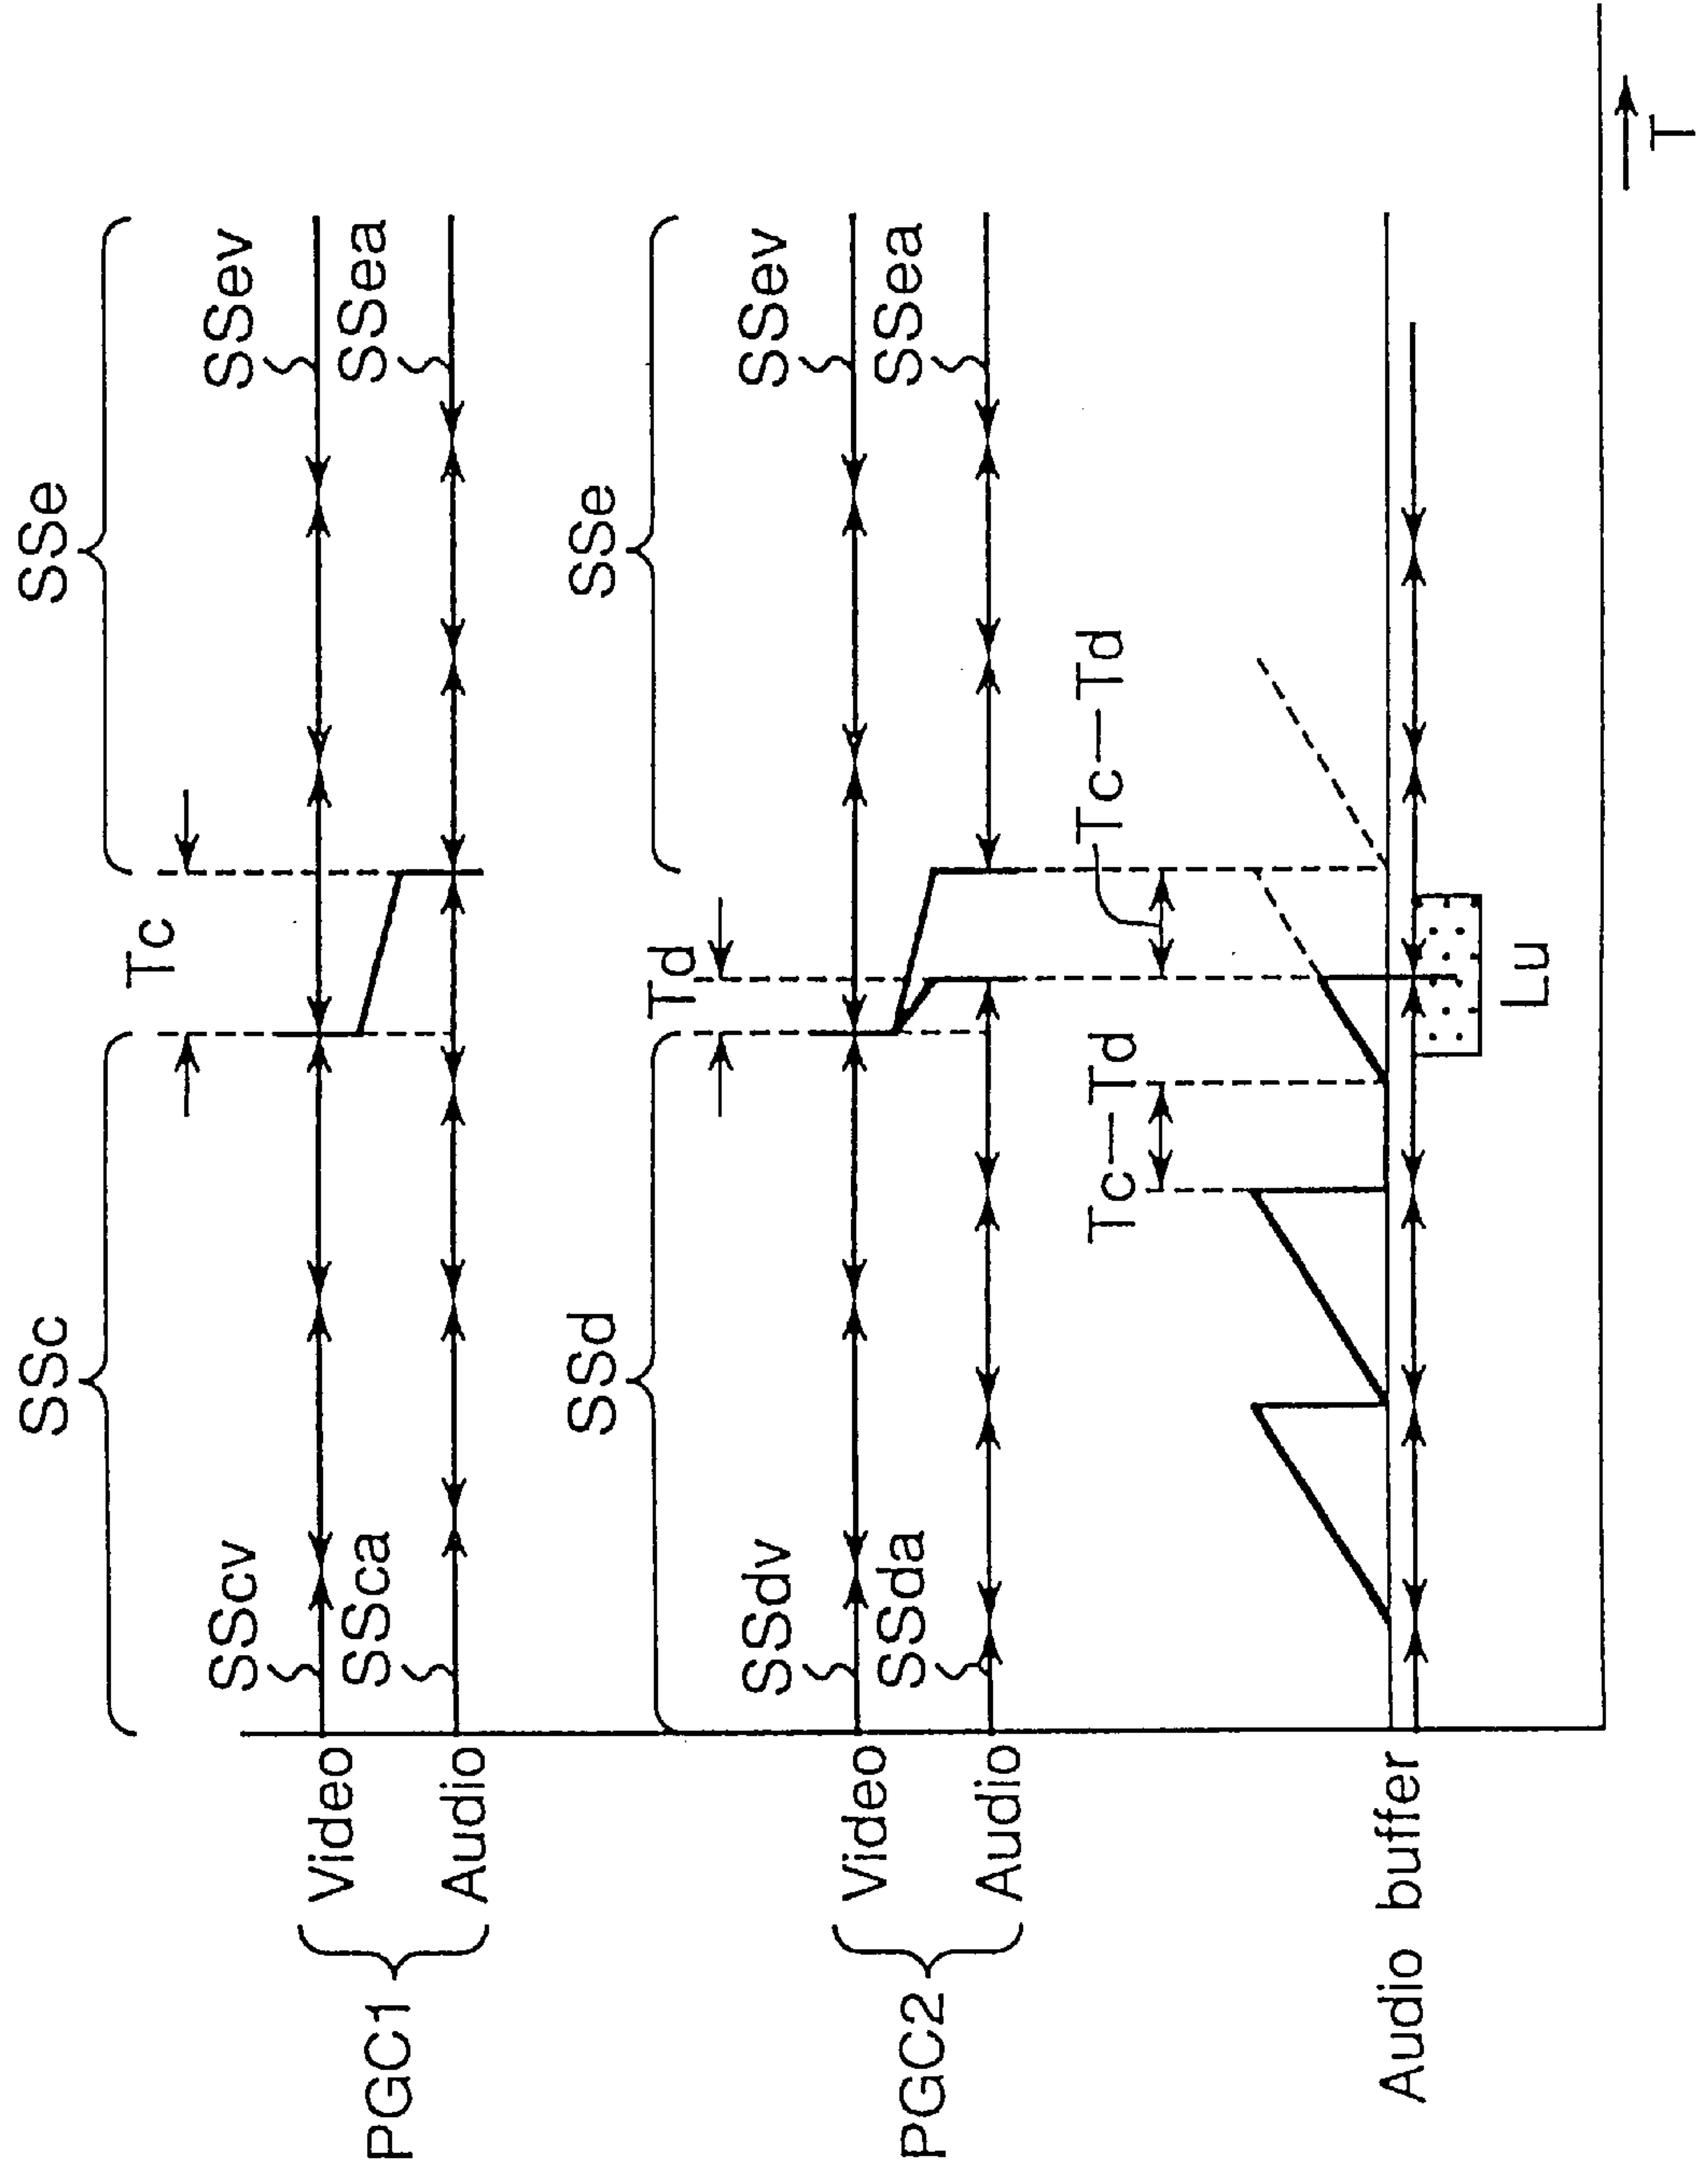 SSc
SSe
Tc
SScv
SSev
SSca
SSea
PGC1
Video
Audio
SSd
SSe
Td
SSdv
SSev
SSda
SSea
PGC2
Video
Audio
Tc—Td
Tc—Td
Audio buffer
Lu
T